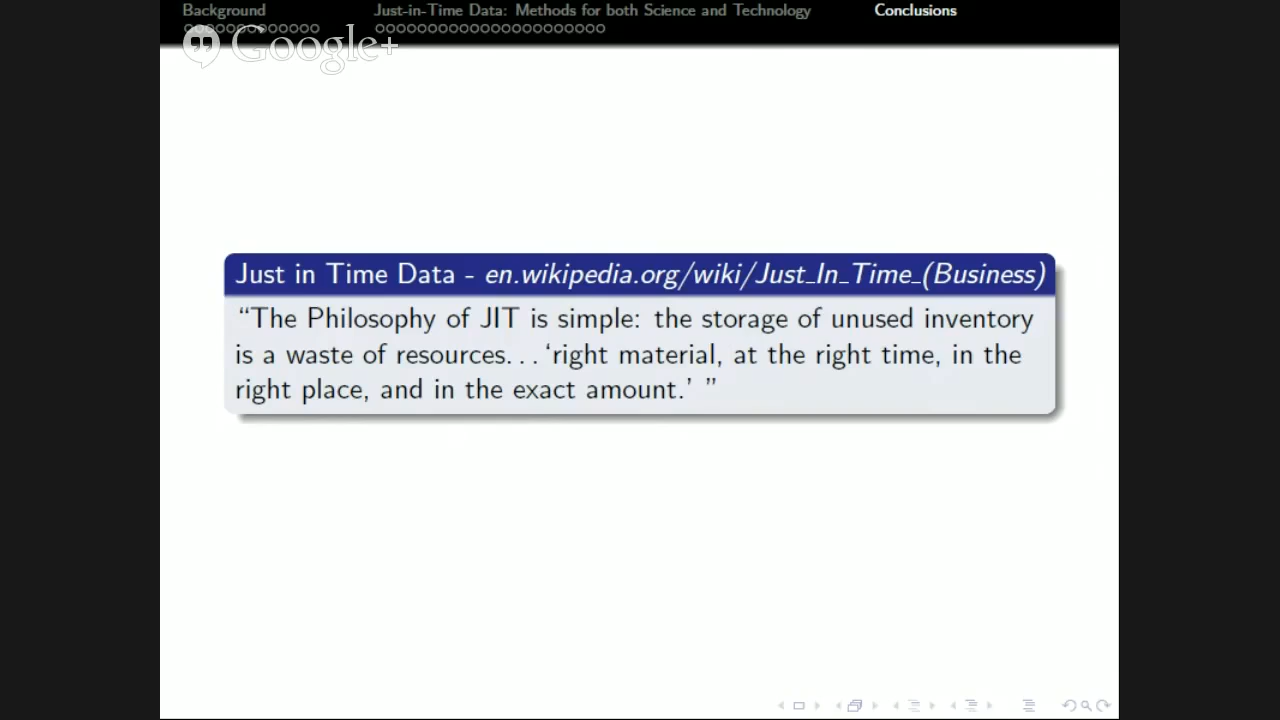 Background Just-in-Time Data: Methods for both Science and Technology Conclusions
Google+
Just in Time Data - en.wikipedia.org/wiki/Just_In_Time_(Business)
“The Philosophy of JIT is simple: the storage of unused inventory
is a waste of resources. . . ‘right material, at the right time, in the
right place, and in the exact amount.’ ”